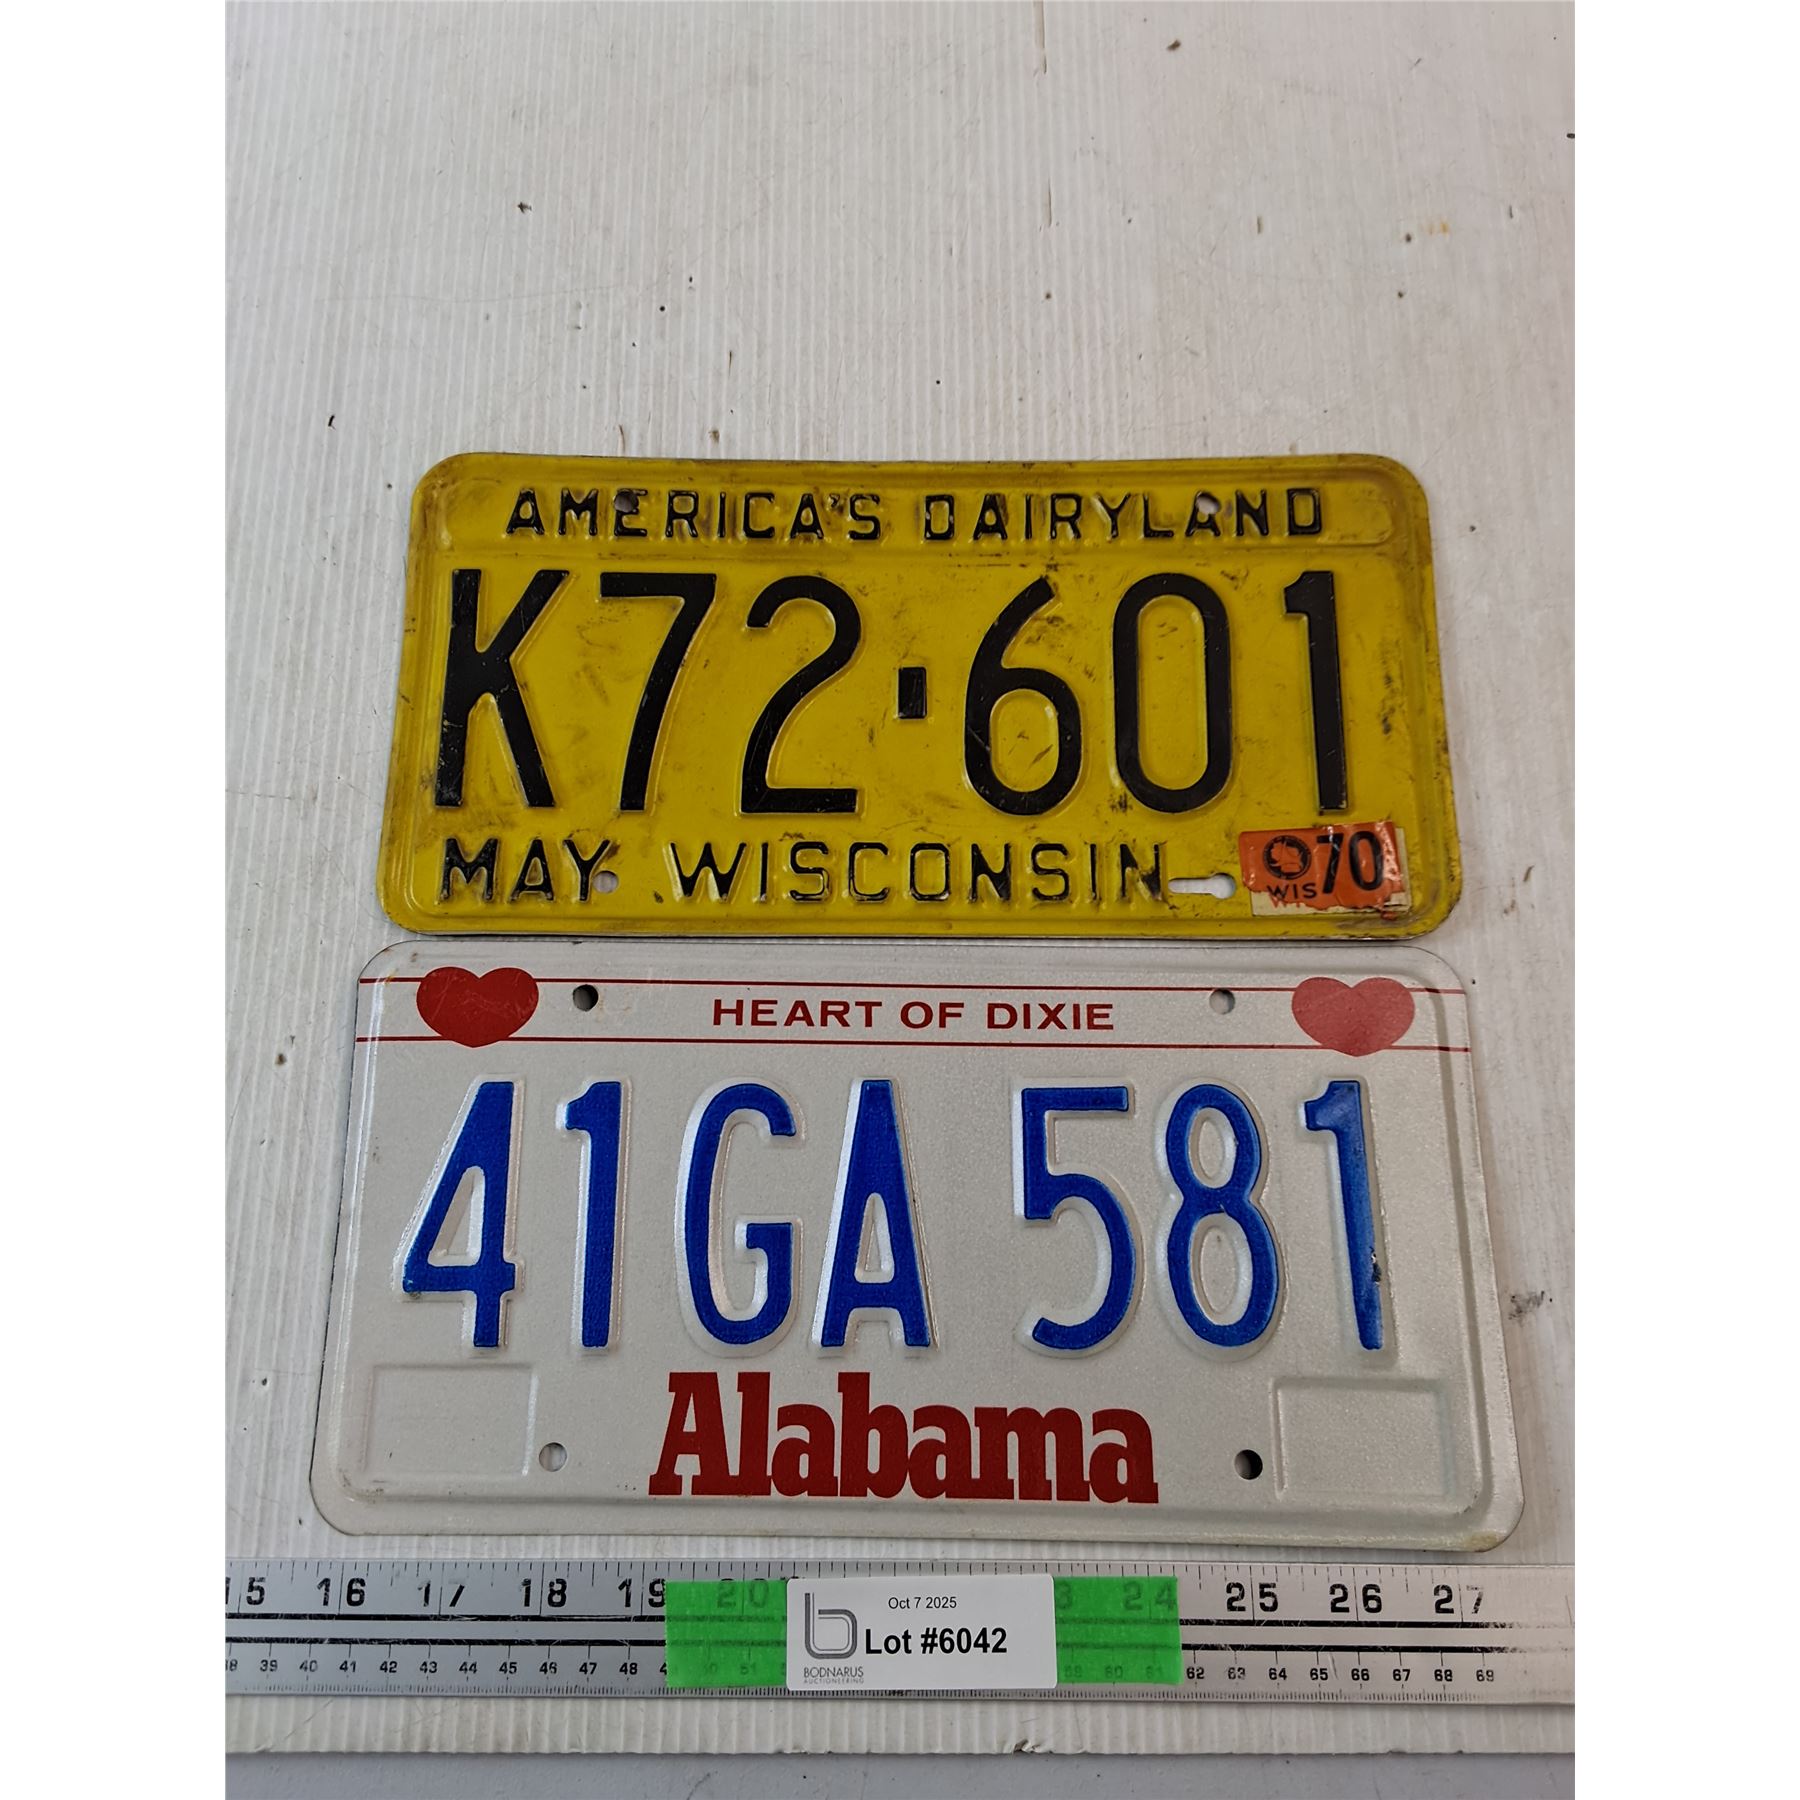 AMERICA'S DAIRYLAND
K72-601
MAY WISCONSIN
WIS 70
HEART OF DIXIE
41GA 581
Alabama
15 16 17 18 19 20 24 25 26 27
Oct 7 2025
Lot #6042
BODNARUS
AUCTIONEERING
39 40 41 42 43 44 45 46 47 48 62 63 64 65 66 67 68 69